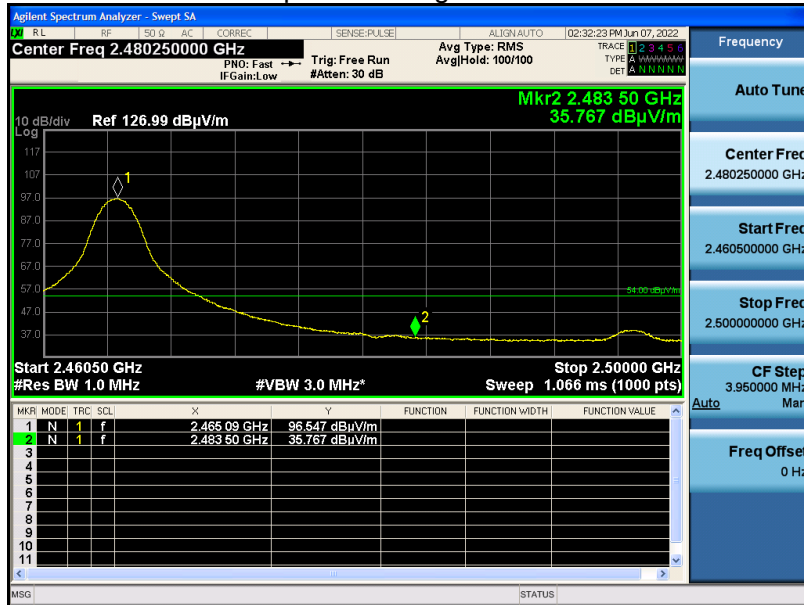 Agilent Spectrum Analyzer - Swept SA
LXI RL RF 50 Ω AC CORREC SENSE:PULSE ALIGN AUTO 02:32:23 PM Jun 07, 2022
Center Freq 2.480250000 GHz
PNO: Fast
IFGain:Low
Trig: Free Run
#Atten: 30 dB
Avg Type: RMS
Avg|Hold: 100/100
TRACE 1 2 3 4 5 6
TYPE A WWWWW
DET A N N N N N
Mkr2 2.483 50 GHz
35.767 dBµV/m
10 dB/div Ref 126.99 dBµV/m
Log
117
107
97.0
87.0
77.0
67.0
57.0
47.0
37.0
1
2
54.00 dBµV/m
Start 2.46050 GHz Stop 2.50000 GHz
#Res BW 1.0 MHz #VBW 3.0 MHz* Sweep 1.066 ms (1000 pts)
MKR MODE TRC SCL X Y FUNCTION FUNCTION WIDTH FUNCTION VALUE
1 N 1 f 2.465 09 GHz 96.547 dBµV/m
2 N 1 f 2.483 50 GHz 35.767 dBµV/m
3
4
5
6
7
8
9
10
11
MSG STATUS
Frequency
Auto Tune
Center Freq
2.480250000 GHz
Start Freq
2.460500000 GHz
Stop Freq
2.500000000 GHz
CF Step
3.950000 MHz
Auto Man
Freq Offset
0 Hz